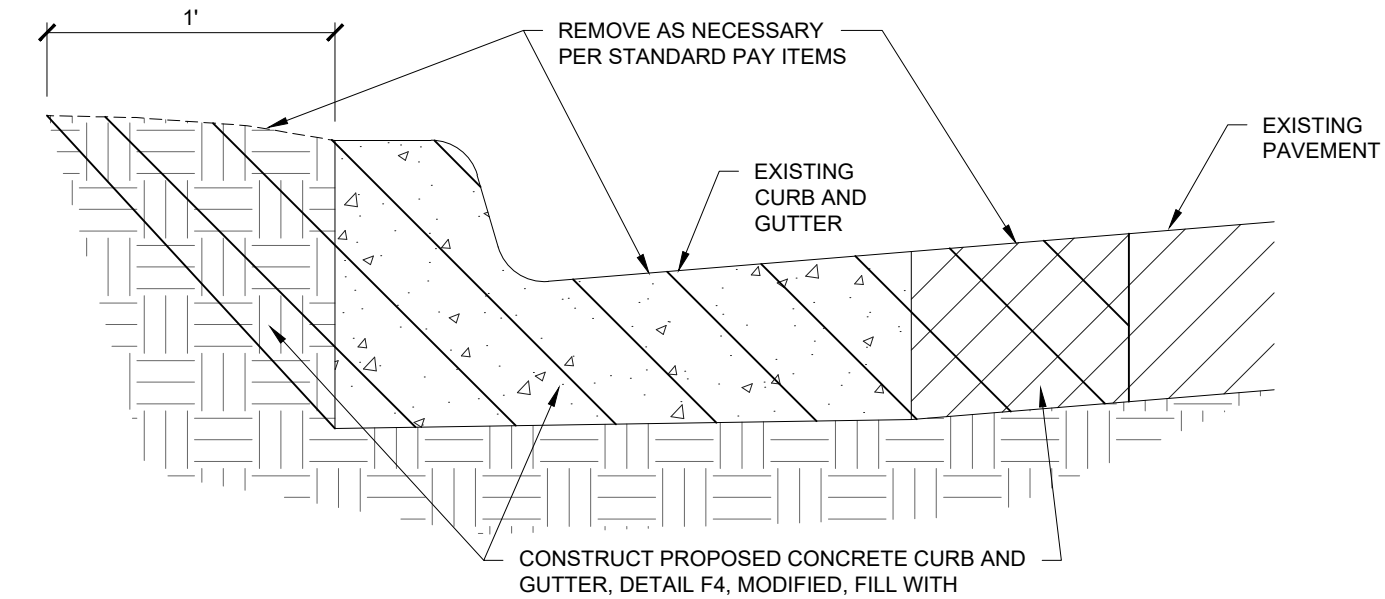 1'
REMOVE AS NECESSARY
PER STANDARD PAY ITEMS
EXISTING
PAVEMENT
EXISTING
CURB AND
GUTTER
CONSTRUCT PROPOSED CONCRETE CURB AND
GUTTER, DETAIL F4, MODIFIED, FILL WITH